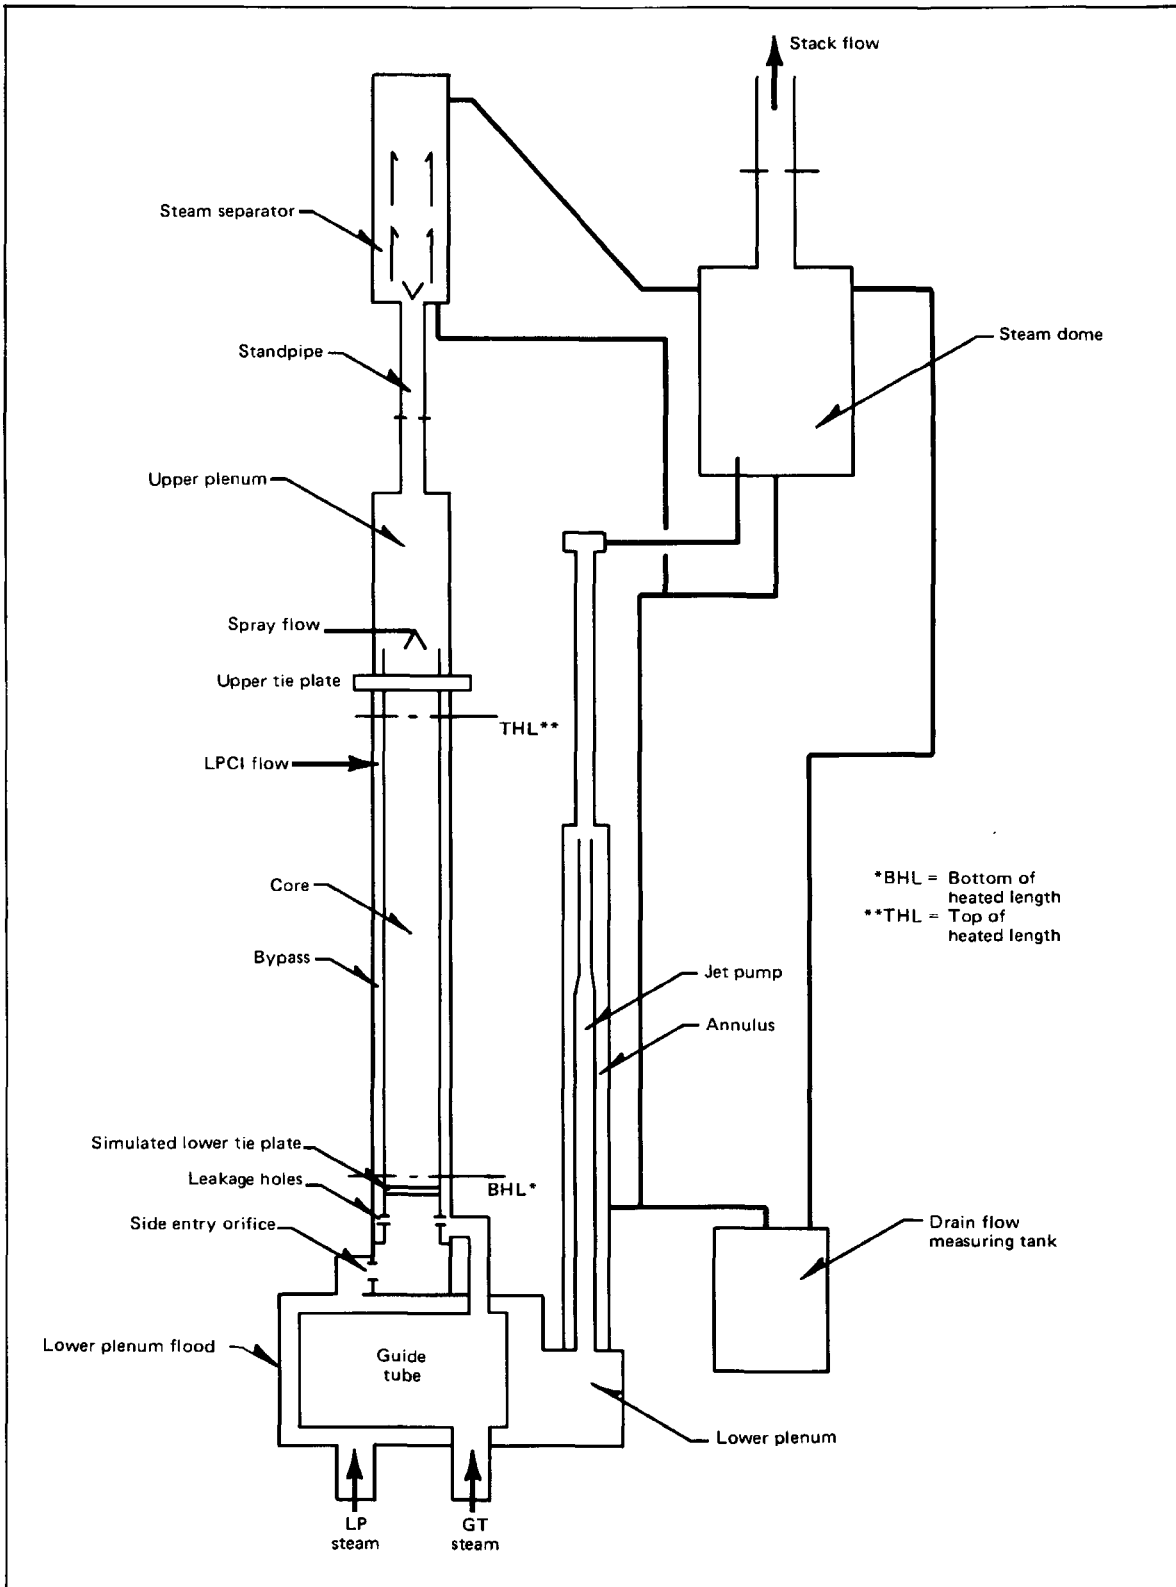 Stack flow
Steam separator
Steam dome
Standpipe
Upper plenum
Spray flow
Upper tie plate
THL**
LPCI flow
*BHL = Bottom of
heated length
**THL = Top of
heated length
Core
Bypass
Jet pump
Annulus
Simulated lower tie plate
Leakage holes
BHL*
Side entry orifice
Drain flow
measuring tank
Lower plenum flood
Guide
tube
Lower plenum
LP
steam
GT
steam